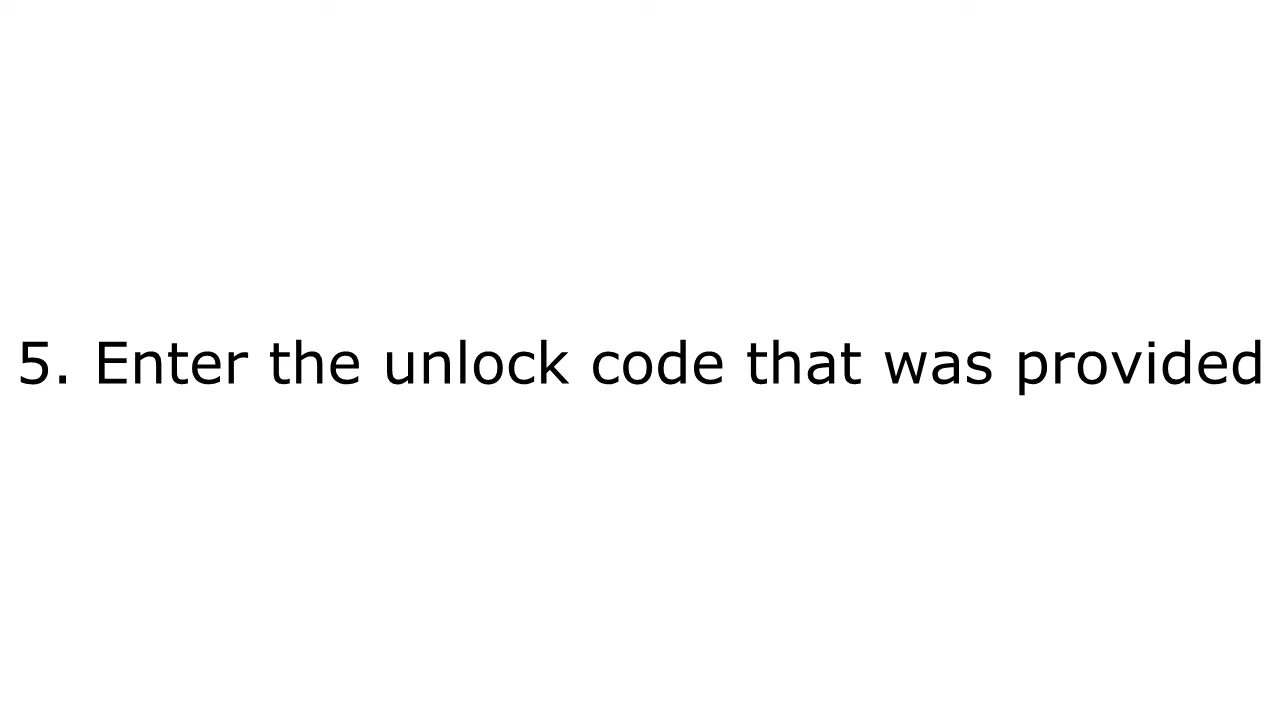 5. Enter the unlock code that was provided